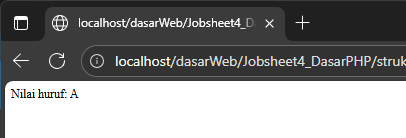 localhost/dasarWeb/Jobsheet4_D
localhost/dasarWeb/Jobsheet4_DasarPHP/struk
Nilai huruf: A